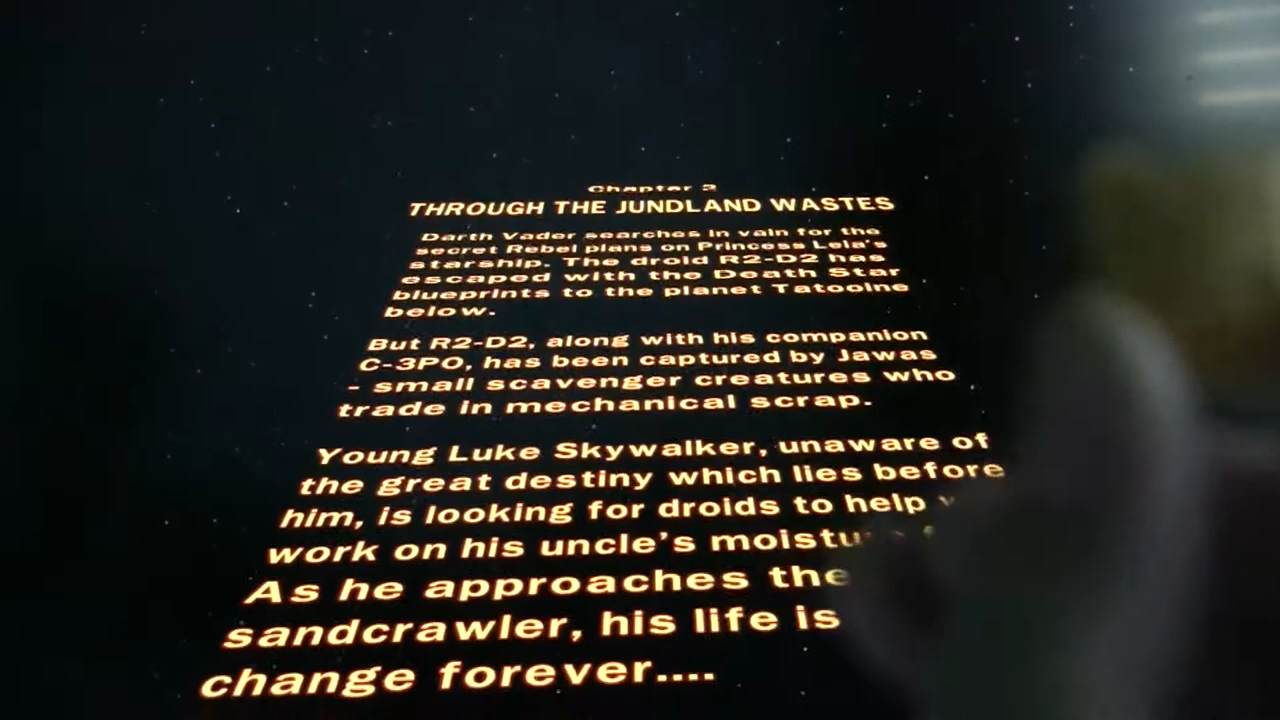 Chapter 2
THROUGH THE JUNDLAND WASTES
Darth Vader searches in vain for the
secret Rebel plans on Princess Leia's
starship. The droid R2-D2 has
escaped with the Death Star
blueprints to the planet Tatooine
below.
But R2-D2, along with his companion
C-3PO, has been captured by Jawas
- small scavenger creatures who
trade in mechanical scrap.
Young Luke Skywalker, unaware of
the great destiny which lies before
him, is looking for droids to help
work on his uncle's
As he approaches the
sandcrawler, his life is
change forever....